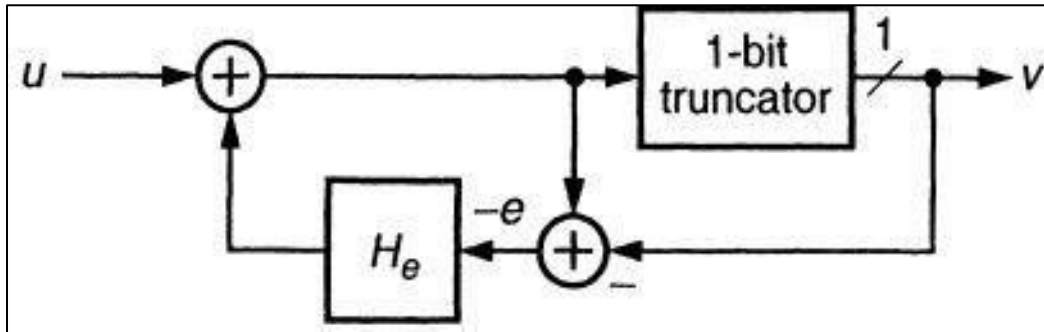 1
u
+
1-bit
truncator
v
-e
H_e
+
-